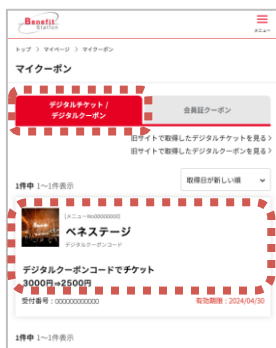 Benefit
Station
メニュー
トップ 〉 マイページ 〉 マイクーポン
マイクーポン
デジタルチケット /
デジタルクーポン
会員証クーポン
旧サイトで取得したデジタルチケットを見る 〉
旧サイトで取得したデジタルクーポンを見る 〉
取得日が新しい順
1件中 1〜1件表示
[メニューNo00000000]
ベネステージ
デジタルクーポンコード
デジタルクーポンコードでチケット
3000円⇒2500円
受付番号：000000000000
有効期限：2024/04/30
1件中 1〜1件表示